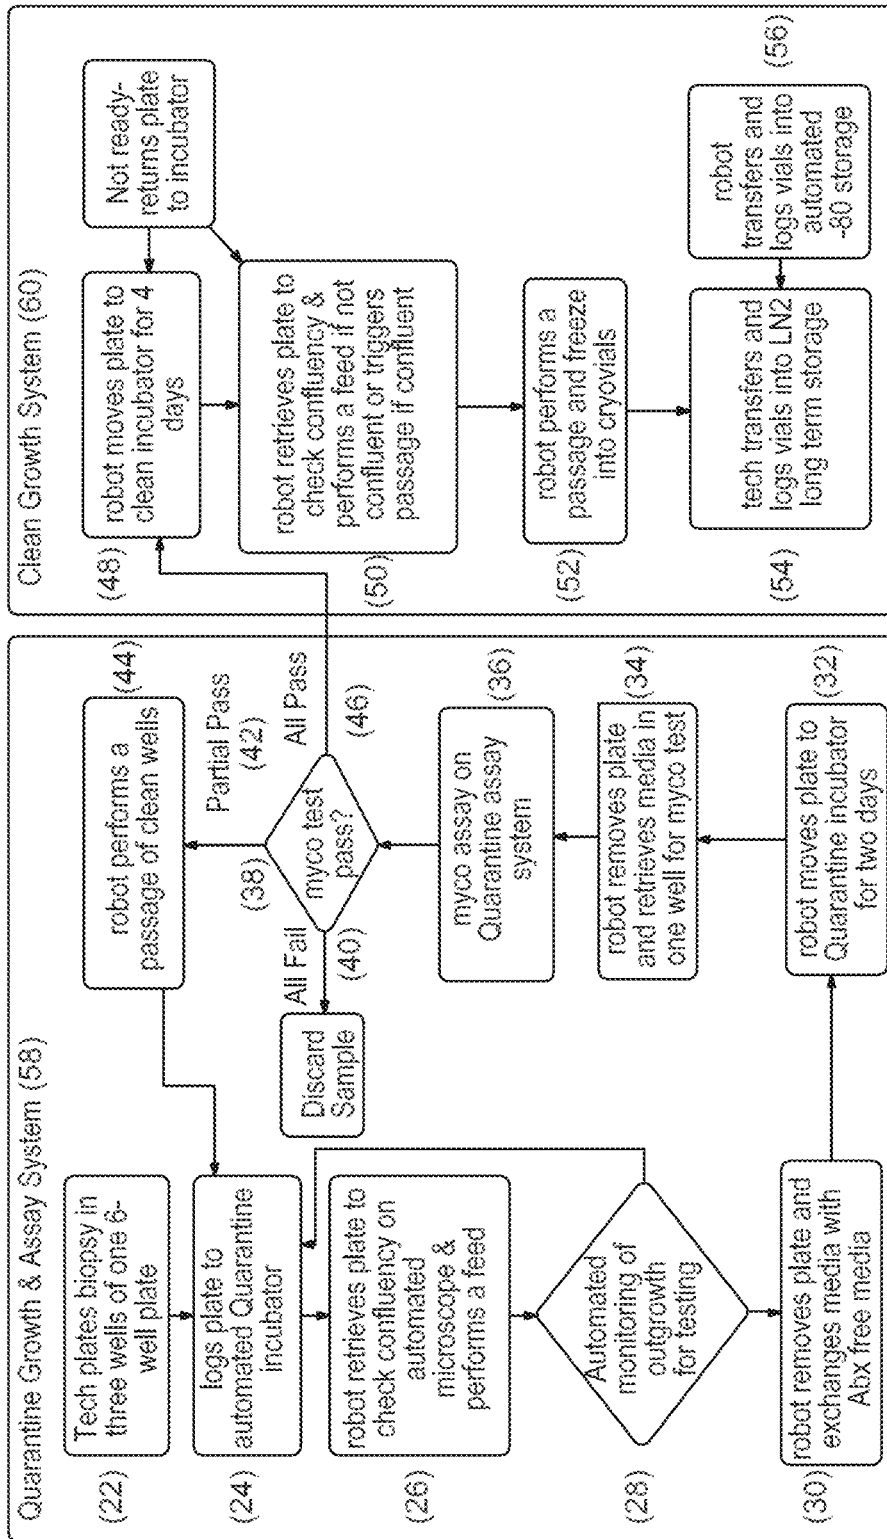 Quarantine Growth & Assay System (58)
(22)
Tech plates biopsy in
three wells of one 6-
well plate
(24)
logs plate to
automated Quarantine
incubator
(26)
robot retrieves plate to
check confluency on
automated
microscope &
performs a feed
(28)
Automated
monitoring of
outgrowth
for testing
(30)
robot removes plate and
exchanges media with
Abx free media
robot moves plate to
Quarantine incubator
for two days
(32)
robot removes plate
and retrieves media in
one well for myco test
(34)
myco assay on
Quarantine assay
system
(36)
myco test
pass?
(38)
All Fail
(40)
Discard
Sample
Partial Pass
(42)
robot performs a
passage of clean wells
(44)
All Pass
(46)
Clean Growth System (60)
(48)
robot moves plate to
clean incubator for 4
days
Not ready-
returns plate
to incubator
(50)
robot retrieves plate to
check confluency &
performs a feed if not
confluent or triggers
passage if confluent
(52)
robot performs a
passage and freeze
into cryovials
(54)
tech transfers and
logs vials into LN2
long term storage
robot
transfers and
logs vials into
automated
-80 storage
(56)